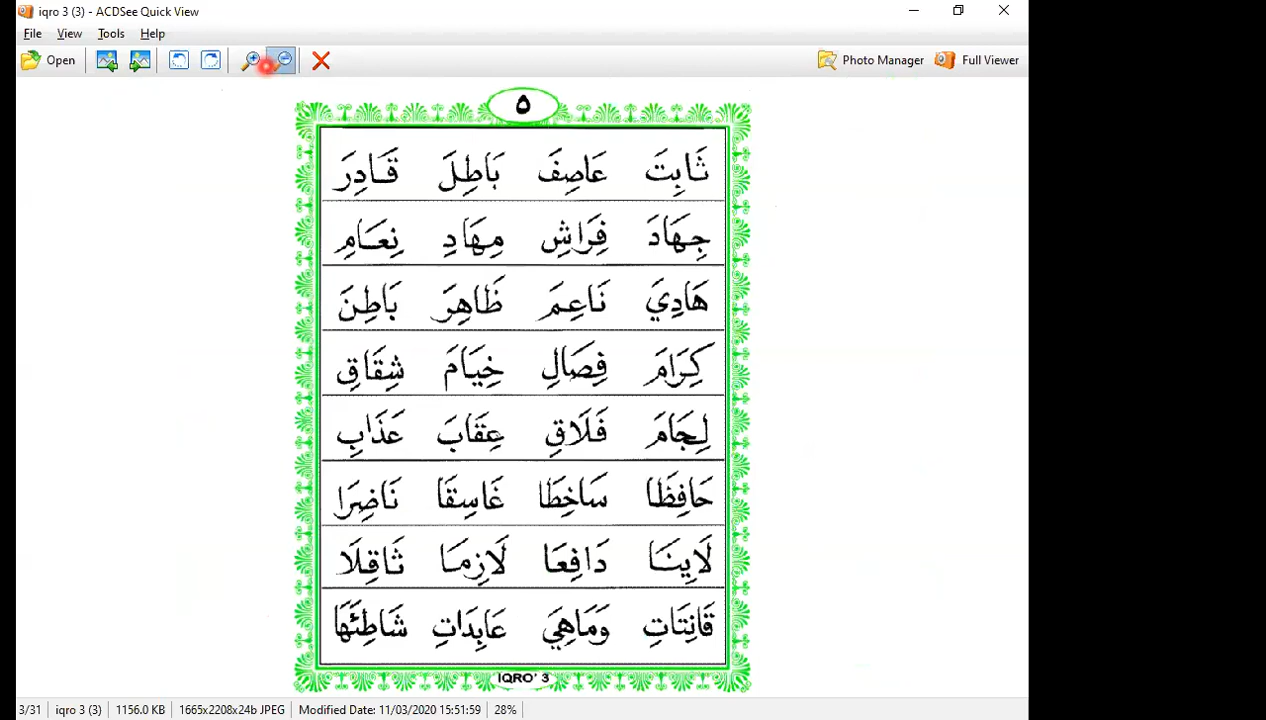 iqro 3 (3) - ACDSee Quick View
File View Tools Help
Open Photo Manager Full Viewer
٥
ثَابِتَ عَاصِفَ بَاطِلَ قَادِرَ
جِهَادَ فِرَاشِ مِهَادِ نِعَامِ
هَادِيَ نَاعِمَ ظَاهِرَ بَاطِنَ
كِرَامَ فِصَالِ خِيَامَ شِقَاقِ
لِجَامَ فَلَاقِ عِقَابَ عَذَابِ
حَافِظَا سَاخِطَا غَاسِقَا نَاضِرَا
لَايِنَا دَافِعَا لَازِمَا ثَاقِلَا
قَانِتَاتِ وَمَاهِيَ عَابِدَاتِ شَاطِئَهَا
IQRO' 3
3/31 iqro 3 (3) 1156.0 KB 1665x2208x24b JPEG Modified Date: 11/03/2020 15:51:59 28%